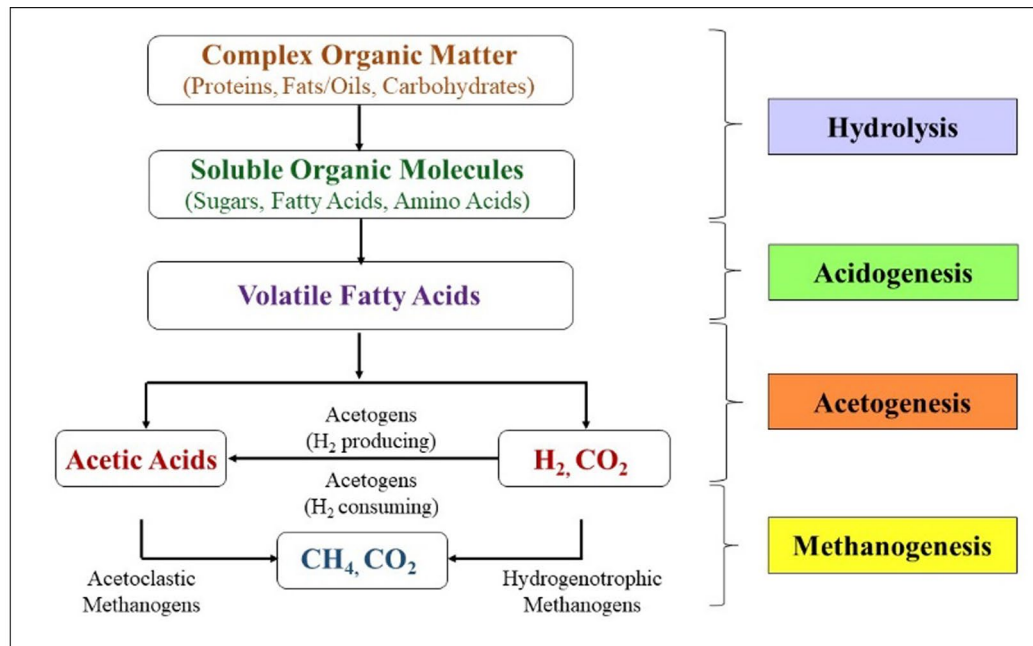 Complex Organic Matter
(Proteins, Fats/Oils, Carbohydrates)
Hydrolysis
Soluble Organic Molecules
(Sugars, Fatty Acids, Amino Acids)
Acidogenesis
Volatile Fatty Acids
Acetogenesis
Acetogens
(H₂ producing)
Acetic Acids
H₂, CO₂
Acetogens
(H₂ consuming)
Methanogenesis
CH₄, CO₂
Acetoclastic
Methanogens
Hydrogenotrophic
Methanogens